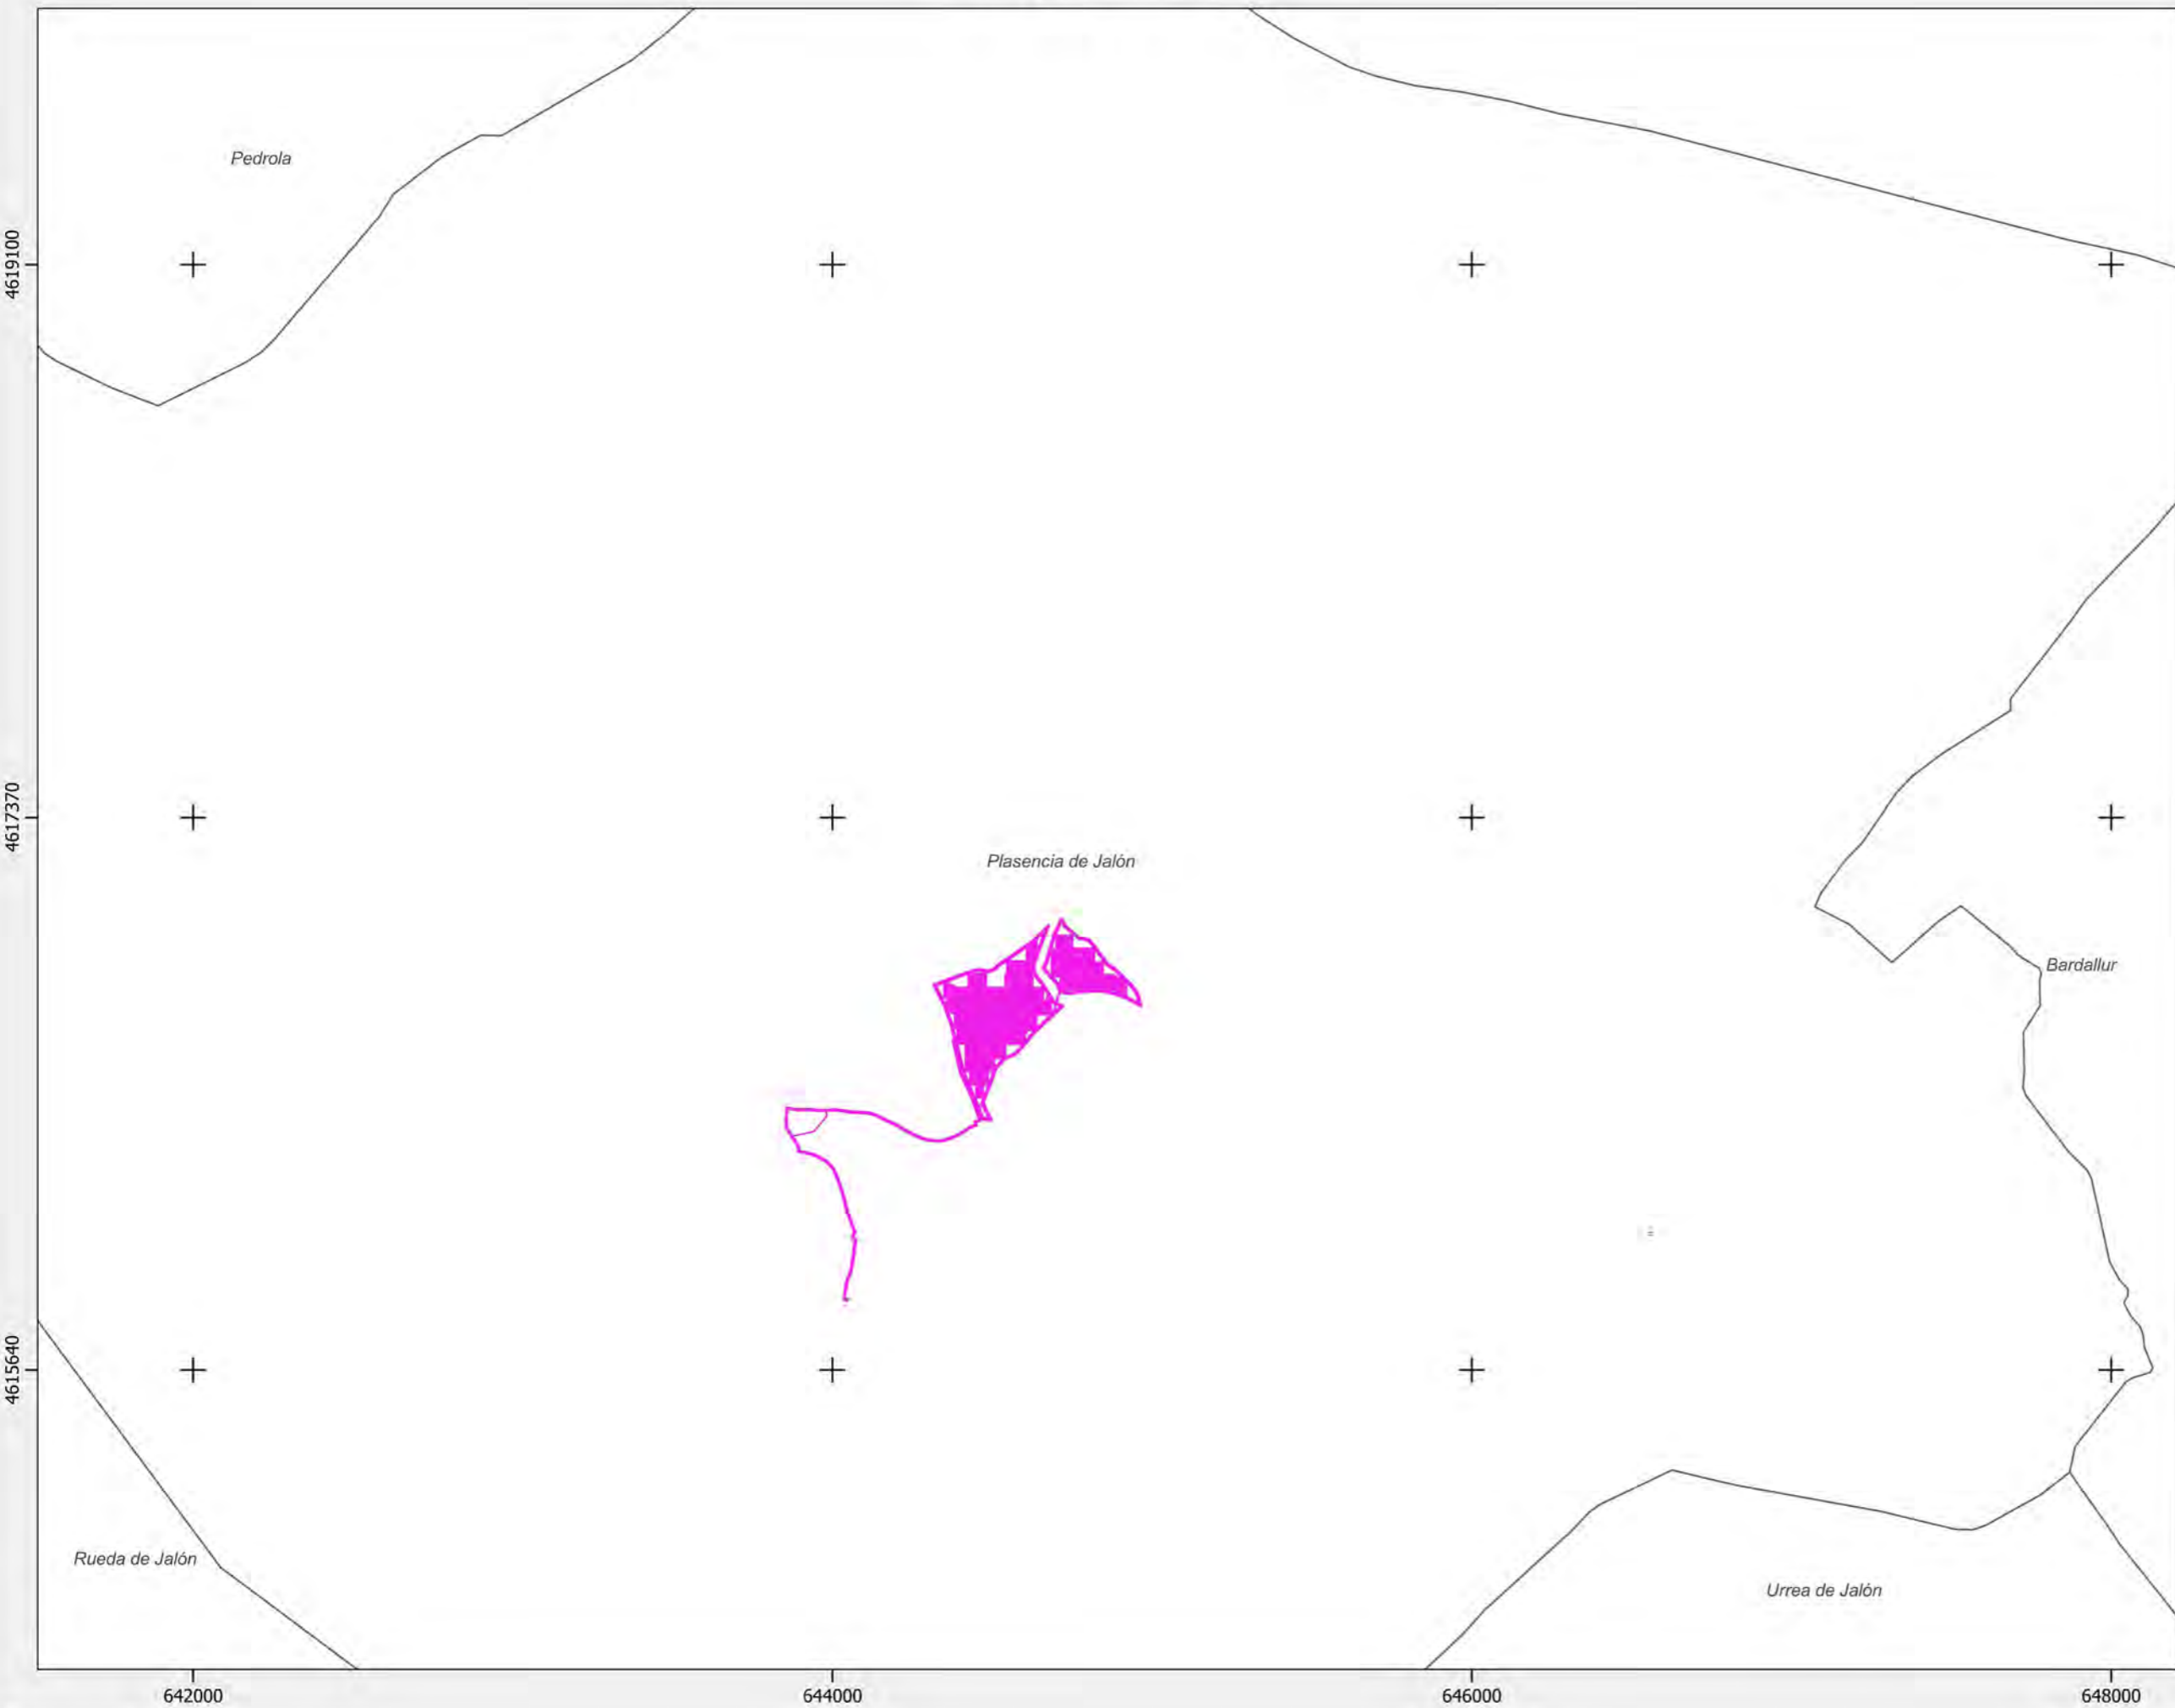 Pedrola
4619100
4617370
Plasencia de Jalón
Bardallur
4615640
Rueda de Jalón
Urrea de Jalón
642000
644000
646000
648000